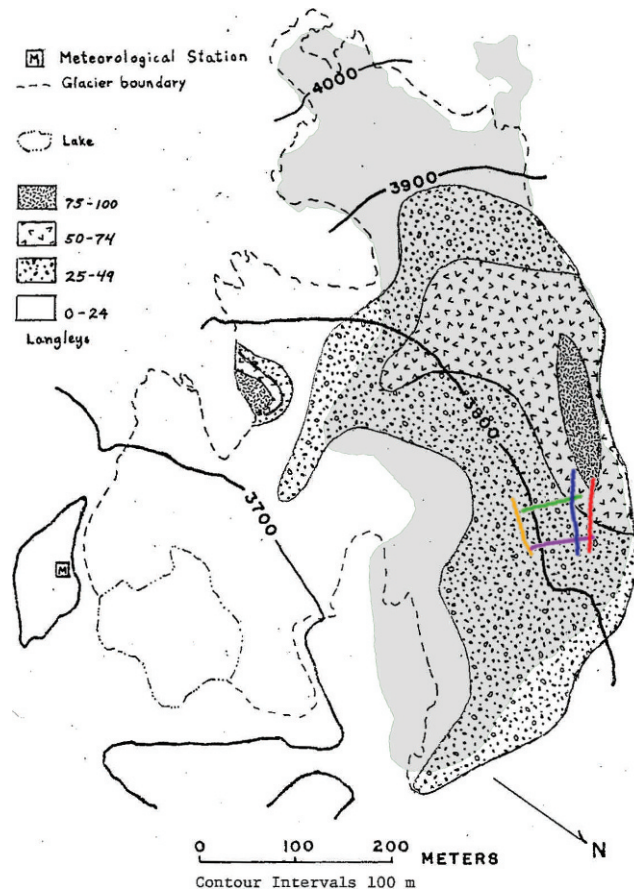 M Meteorological Station
Glacier boundary
Lake
75-100
50-74
25-49
0-24
Langleys
4000
3900
3800
3700
M
N
0 100 200 METERS
Contour Intervals 100 m